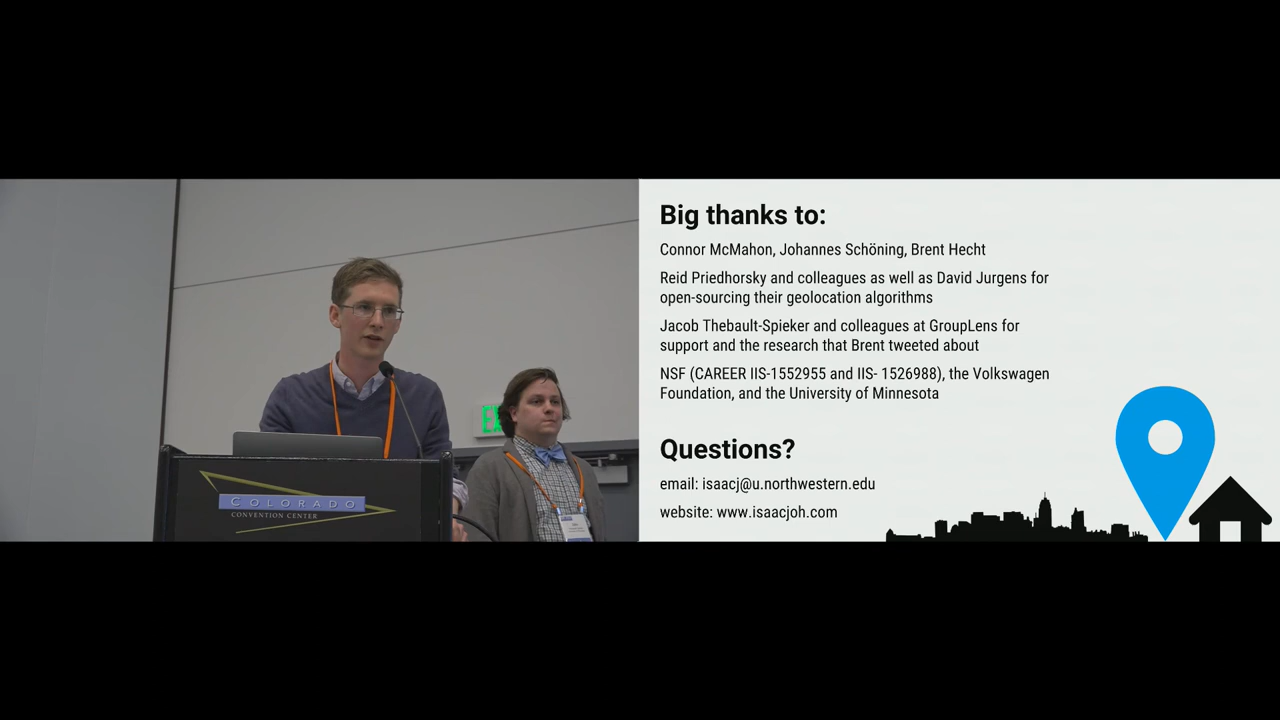 EX
COLORADO
CONVENTION CENTER
Big thanks to:
Connor McMahon, Johannes Schöning, Brent Hecht
Reid Priedhorsky and colleagues as well as David Jurgens for
open-sourcing their geolocation algorithms
Jacob Thebault-Spieker and colleagues at GroupLens for
support and the research that Brent tweeted about
NSF (CAREER IIS-1552955 and IIS- 1526988), the Volkswagen
Foundation, and the University of Minnesota
Questions?
email: isaacj@u.northwestern.edu
website: www.isaacjoh.com